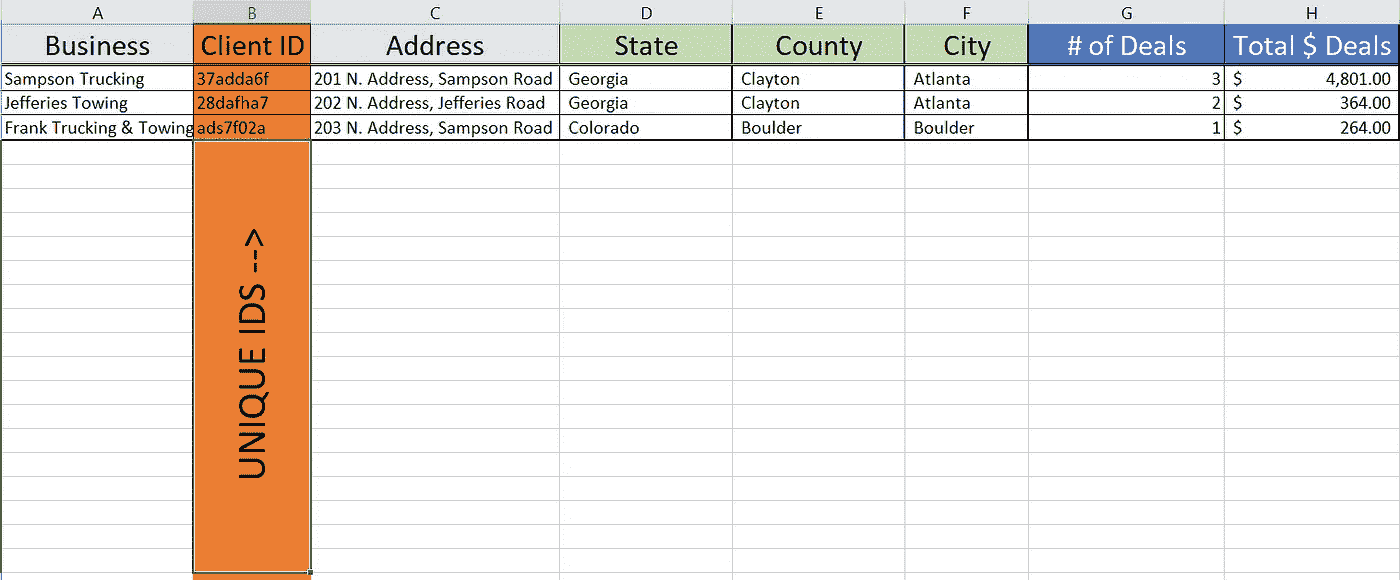 A B C D E F G H
Business Client ID Address State County City # of Deals Total $ Deals
Sampson Trucking 37adda6f 201 N. Address, Sampson Road Georgia Clayton Atlanta 3 $ 4,801.00
Jefferies Towing 28dafha7 202 N. Address, Jefferies Road Georgia Clayton Atlanta 2 $ 364.00
Frank Trucking & Towing ads7f02a 203 N. Address, Sampson Road Colorado Boulder Boulder 1 $ 264.00
UNIQUE IDS -->